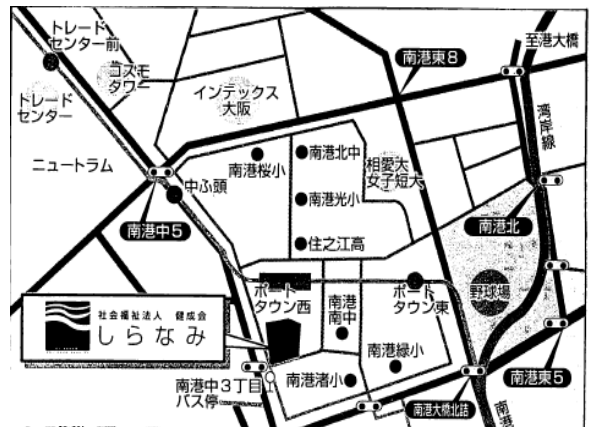 トレード
センター前
コスモ
タワー
トレード
センター
インテックス
大阪
南港東8
至港大橋
湾岸線
ニュートラム
中ふ頭
南港中5
南港桜小
南港北中
南港光小
住之江高
相愛大
女子短大
南港北
ポート
タウン西
南港
南中
ポート
タウン東
野球場
社会福祉法人 健成会
しらなみ
南港中3丁目
バス停
南港渚小
南港緑小
南港大橋北詰
南港東5
南港